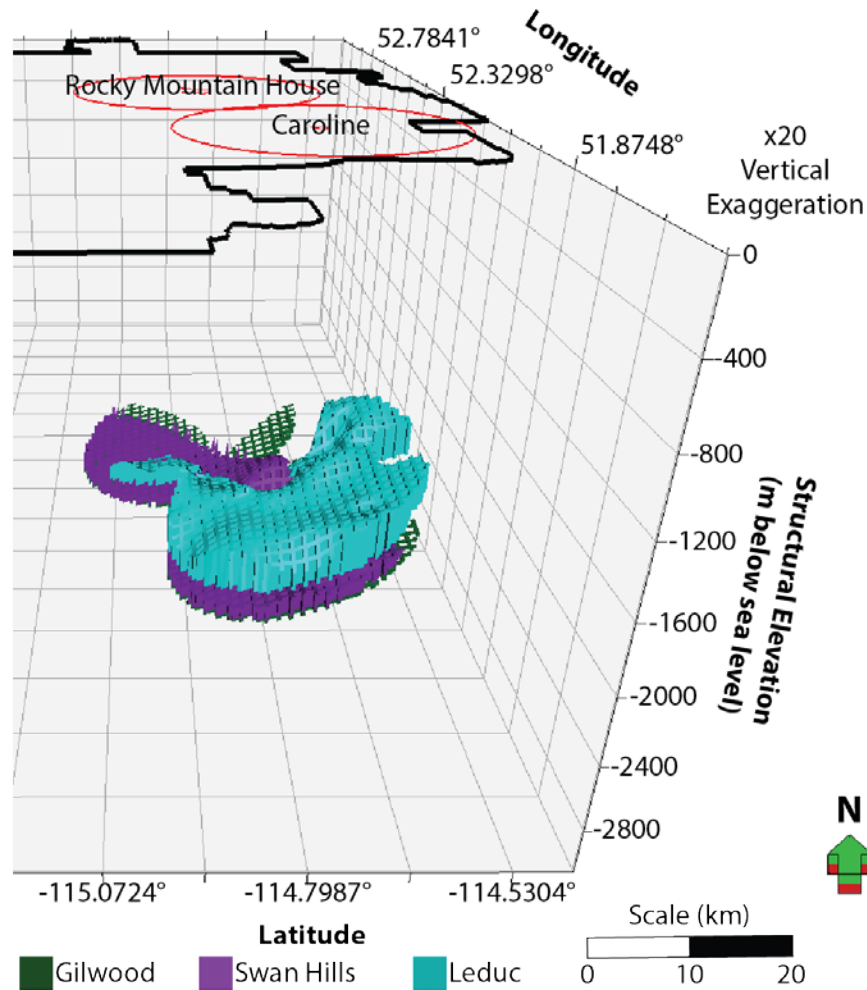 52.7841°
Longitude
52.3298°
51.8748°
Rocky Mountain House
Caroline
x20
Vertical
Exaggeration
0
-400
-800
-1200
-1600
-2000
-2400
-2800
Structural Elevation
(m below sea level)
N
-115.0724°
-114.7987°
-114.5304°
Latitude
Scale (km)
0
10
20
Gilwood
Swan Hills
Leduc